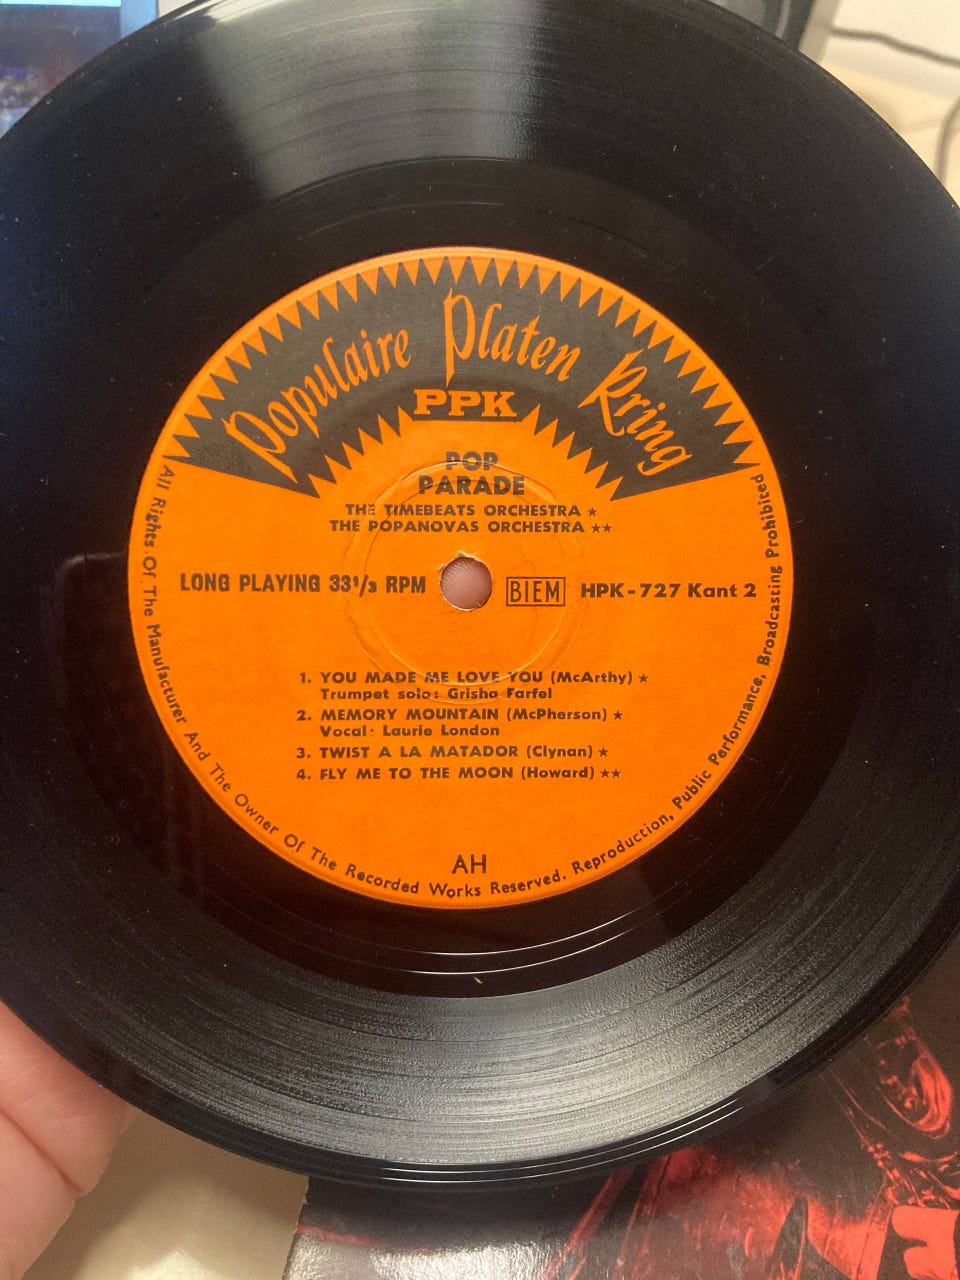 Populaire Platen Kring
PPK
POP
PARADE
THE TIMEBEATS ORCHESTRA ★
THE POPANOVAS ORCHESTRA ★★
LONG PLAYING 33⅓ RPM BIEM HPK-727 Kant 2
1. YOU MADE ME LOVE YOU (McArthy) ★
Trumpet solo: Grisha Farfel
2. MEMORY MOUNTAIN (McPherson) ★
Vocal: Laurie London
3. TWIST A LA MATADOR (Clynan) ★
4. FLY ME TO THE MOON (Howard) ★★
AH
All Rights Of The Manufacturer And The Owner Of The Recorded Works Reserved. Reproduction, Public Performance, Broadcasting Prohibited